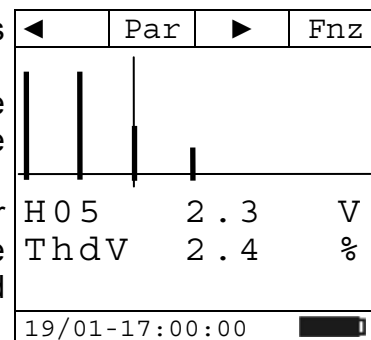 s
◄ Par ► Fnz
e
e
r H05 2.3 V
e ThdV 2.4 %
d
19/01-17:00:00